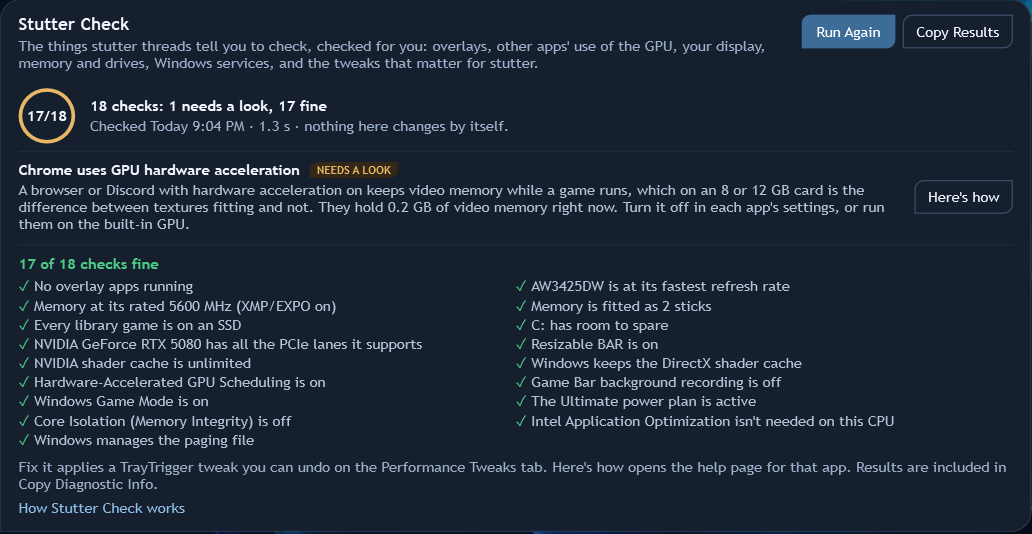 Stutter Check
The things stutter threads tell you to check, checked for you: overlays, other apps' use of the GPU, your display,
memory and drives, Windows services, and the tweaks that matter for stutter.
Run Again
Copy Results
17/18
18 checks: 1 needs a look, 17 fine
Checked Today 9:04 PM · 1.3 s · nothing here changes by itself.
Chrome uses GPU hardware acceleration NEEDS A LOOK
A browser or Discord with hardware acceleration on keeps video memory while a game runs, which on an 8 or 12 GB card is the
difference between textures fitting and not. They hold 0.2 GB of video memory right now. Turn it off in each app's settings, or run
them on the built-in GPU.
Here's how
17 of 18 checks fine
✓ No overlay apps running
✓ Memory at its rated 5600 MHz (XMP/EXPO on)
✓ Every library game is on an SSD
✓ NVIDIA GeForce RTX 5080 has all the PCIe lanes it supports
✓ NVIDIA shader cache is unlimited
✓ Hardware-Accelerated GPU Scheduling is on
✓ Windows Game Mode is on
✓ Core Isolation (Memory Integrity) is off
✓ Windows manages the paging file
✓ AW3425DW is at its fastest refresh rate
✓ Memory is fitted as 2 sticks
✓ C: has room to spare
✓ Resizable BAR is on
✓ Windows keeps the DirectX shader cache
✓ Game Bar background recording is off
✓ The Ultimate power plan is active
✓ Intel Application Optimization isn't needed on this CPU
Fix it applies a TrayTrigger tweak you can undo on the Performance Tweaks tab. Here's how opens the help page for that app. Results are included in
Copy Diagnostic Info.
How Stutter Check works